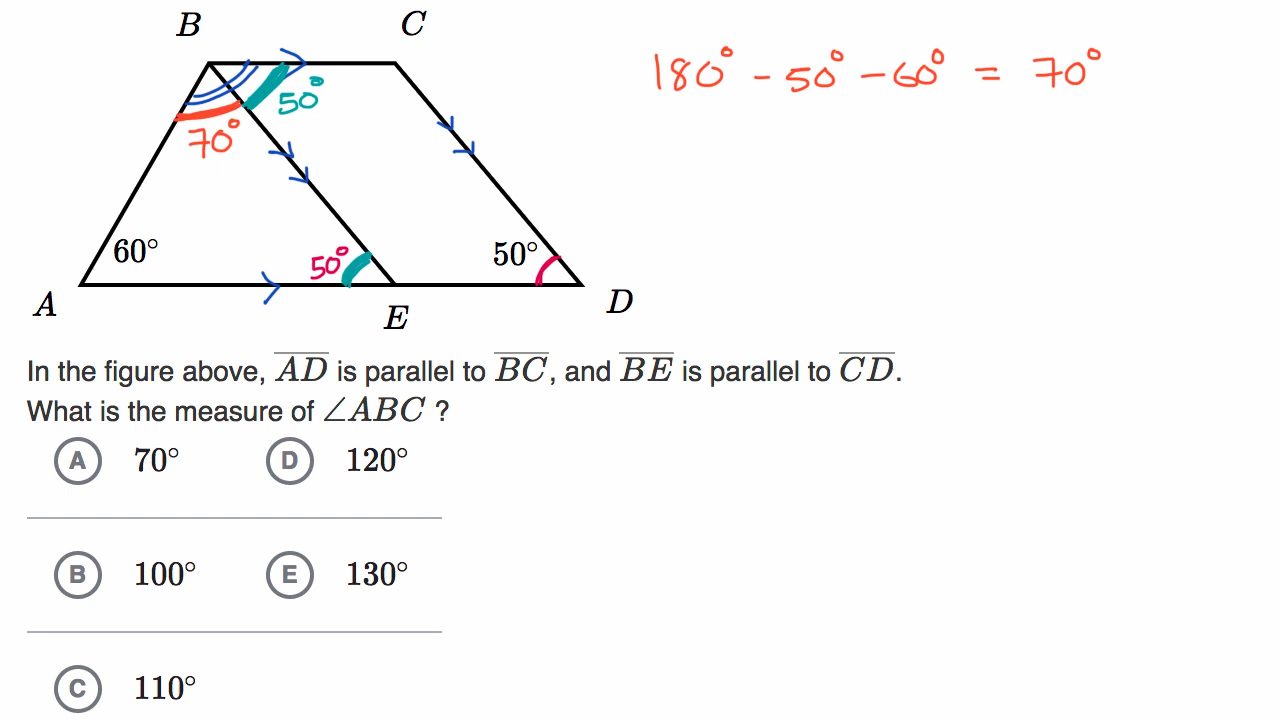 B
C
180° - 50° - 60° = 70°
50°
70°
60°
50°
50°
A
E
D
In the figure above, AD is parallel to BC, and BE is parallel to CD.
What is the measure of ∠ABC ?
A 70°
D 120°
B 100°
E 130°
C 110°